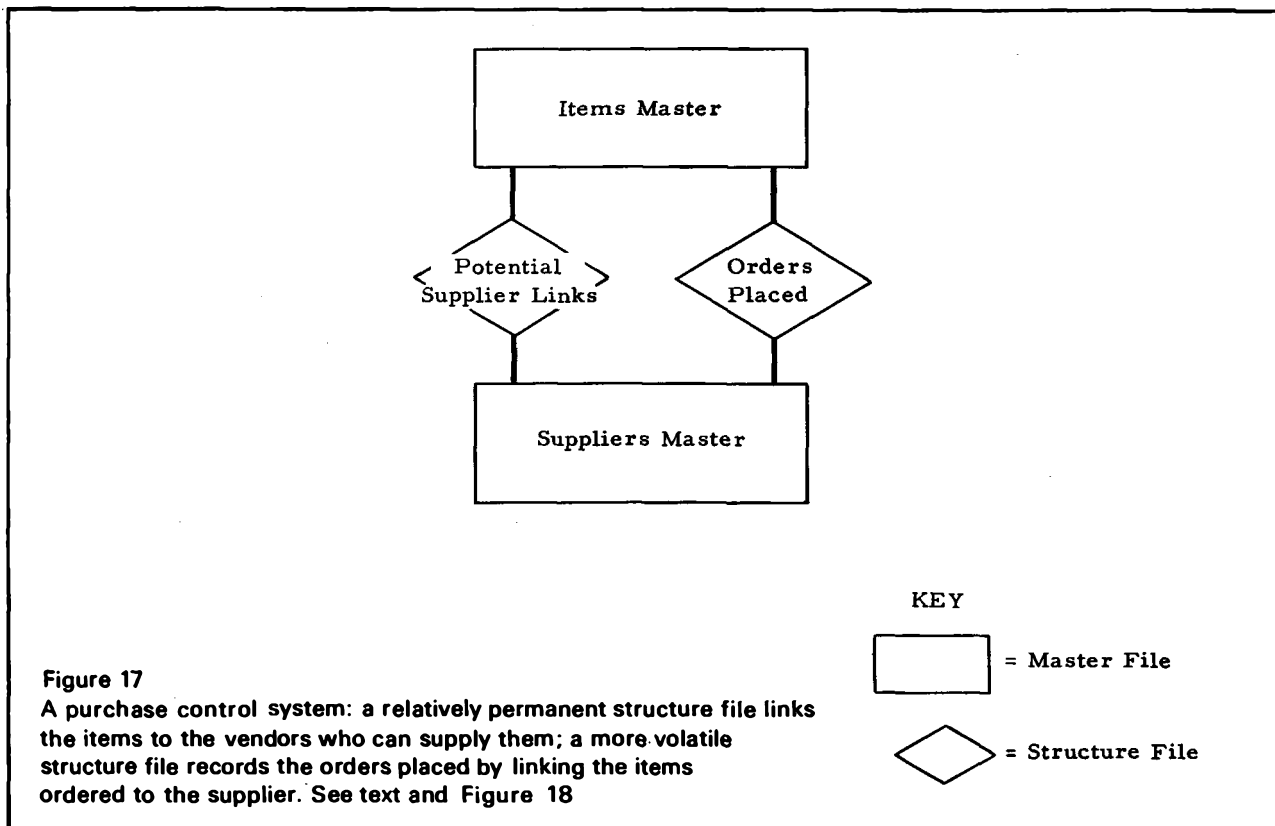 Items Master
Potential
Supplier Links
Orders
Placed
Suppliers Master
KEY
= Master File
= Structure File
Figure 17
A purchase control system: a relatively permanent structure file links
the items to the vendors who can supply them; a more volatile
structure file records the orders placed by linking the items
ordered to the supplier. See text and Figure 18